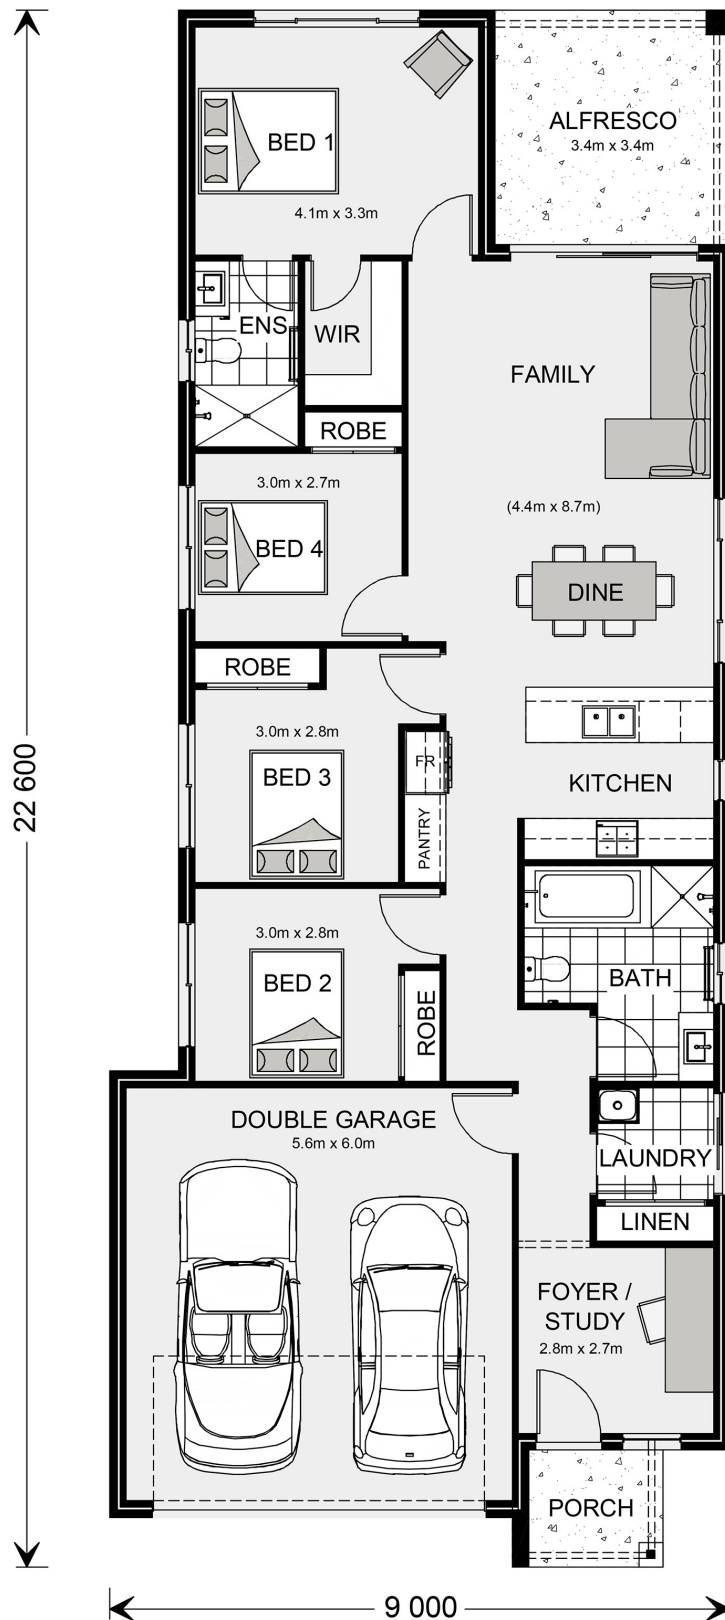 BED 1
4.1m x 3.3m
ALFRESCO
3.4m x 3.4m
ENS
WIR
FAMILY
ROBE
3.0m x 2.7m
BED 4
(4.4m x 8.7m)
DINE
ROBE
3.0m x 2.8m
BED 3
FR
PANTRY
KITCHEN
22 600
3.0m x 2.8m
BED 2
ROBE
BATH
DOUBLE GARAGE
5.6m x 6.0m
LAUNDRY
LINEN
FOYER /
STUDY
2.8m x 2.7m
PORCH
9 000